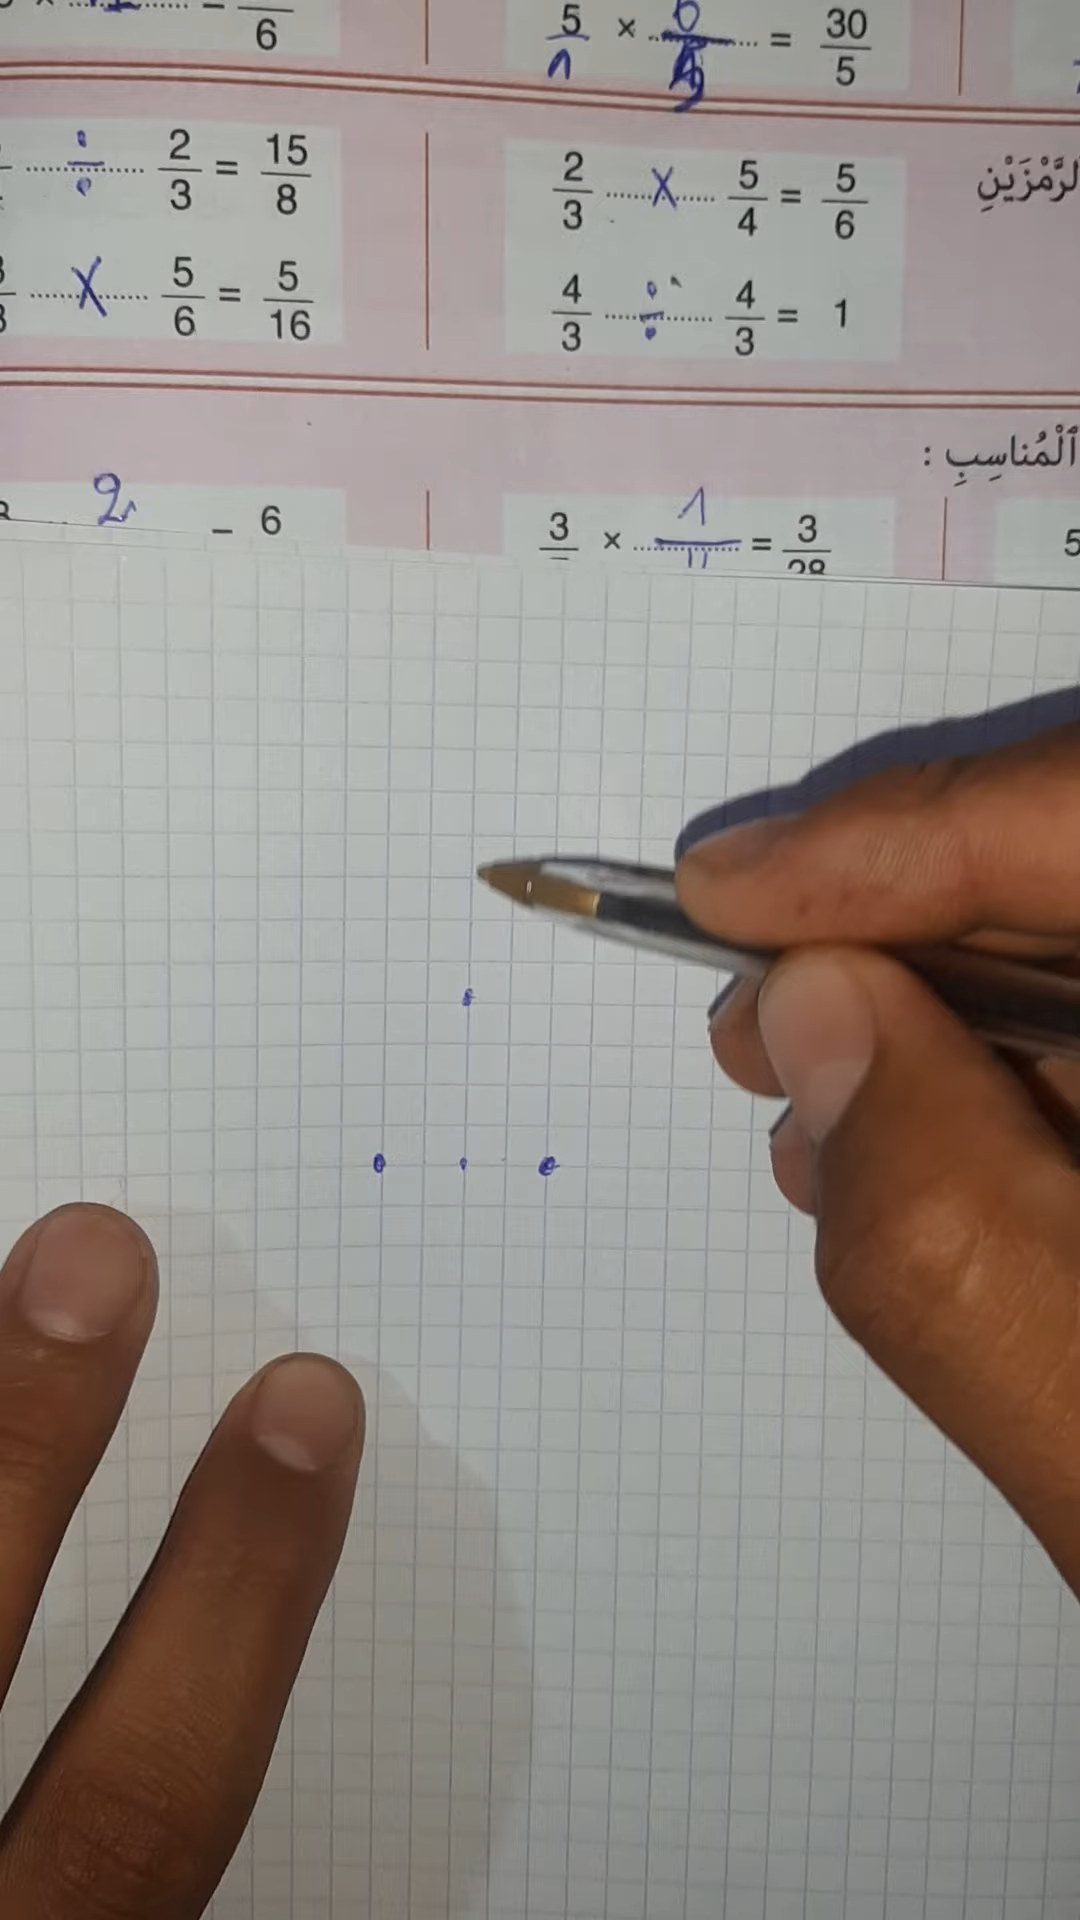 6
5/1 × 6/5 = 30/5
÷ 2/3 = 15/8
2/3 ...... X ...... 5/4 = 5/6
الرَّمْزَيْنِ
...... X ...... 5/6 = 5/16
4/3 ...... ÷ ...... 4/3 = 1
ٱلْمُناسِبِ :
2 6
3 × 1 = 3/28
5